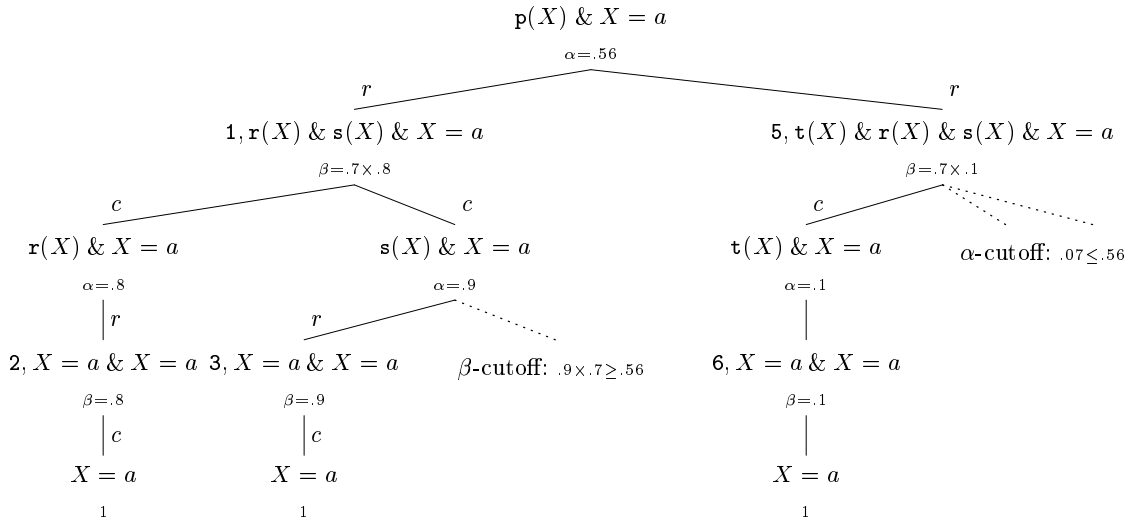 p(X) & X = a
α=.56
r r
1, r(X) & s(X) & X = a 5, t(X) & r(X) & s(X) & X = a
β=.7×.8 β=.7×.1
c c c
r(X) & X = a s(X) & X = a t(X) & X = a α-cutoff: .07≤.56
α=.8 α=.9 α=.1
r r
2, X = a & X = a 3, X = a & X = a β-cutoff: .9×.7≥.56 6, X = a & X = a
β=.8 β=.9 β=.1
c c
X = a X = a X = a
1 1 1